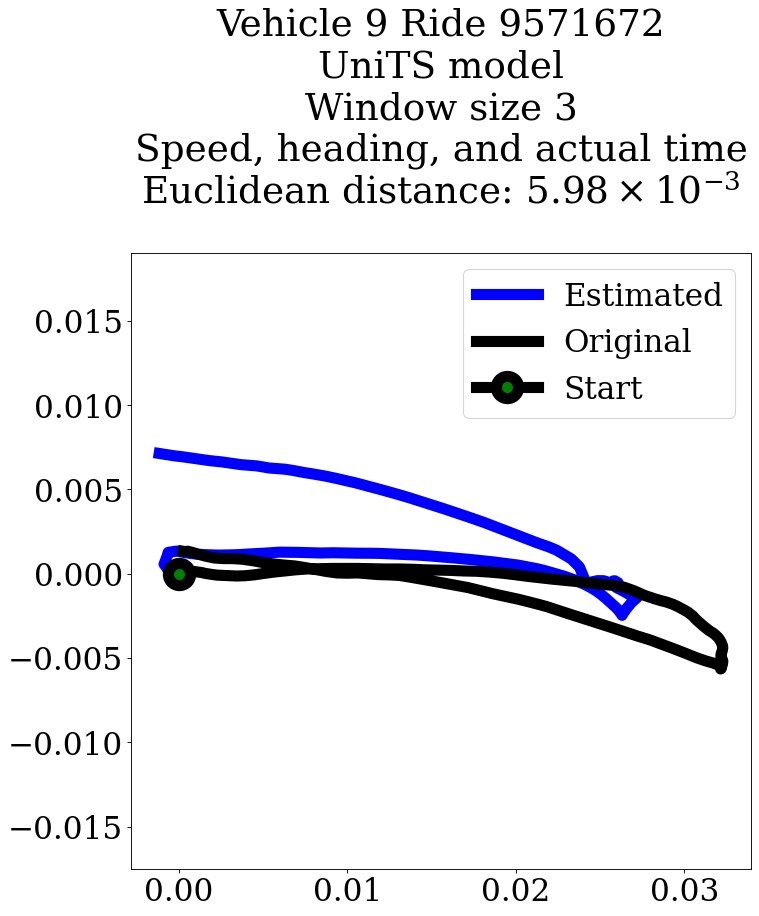 Vehicle 9 Ride 9571672
UniTS model
Window size 3
Speed, heading, and actual time
Euclidean distance: 5.98 × 10⁻³
Estimated
Original
Start
0.015
0.010
0.005
0.000
−0.005
−0.010
−0.015
0.00 0.01 0.02 0.03